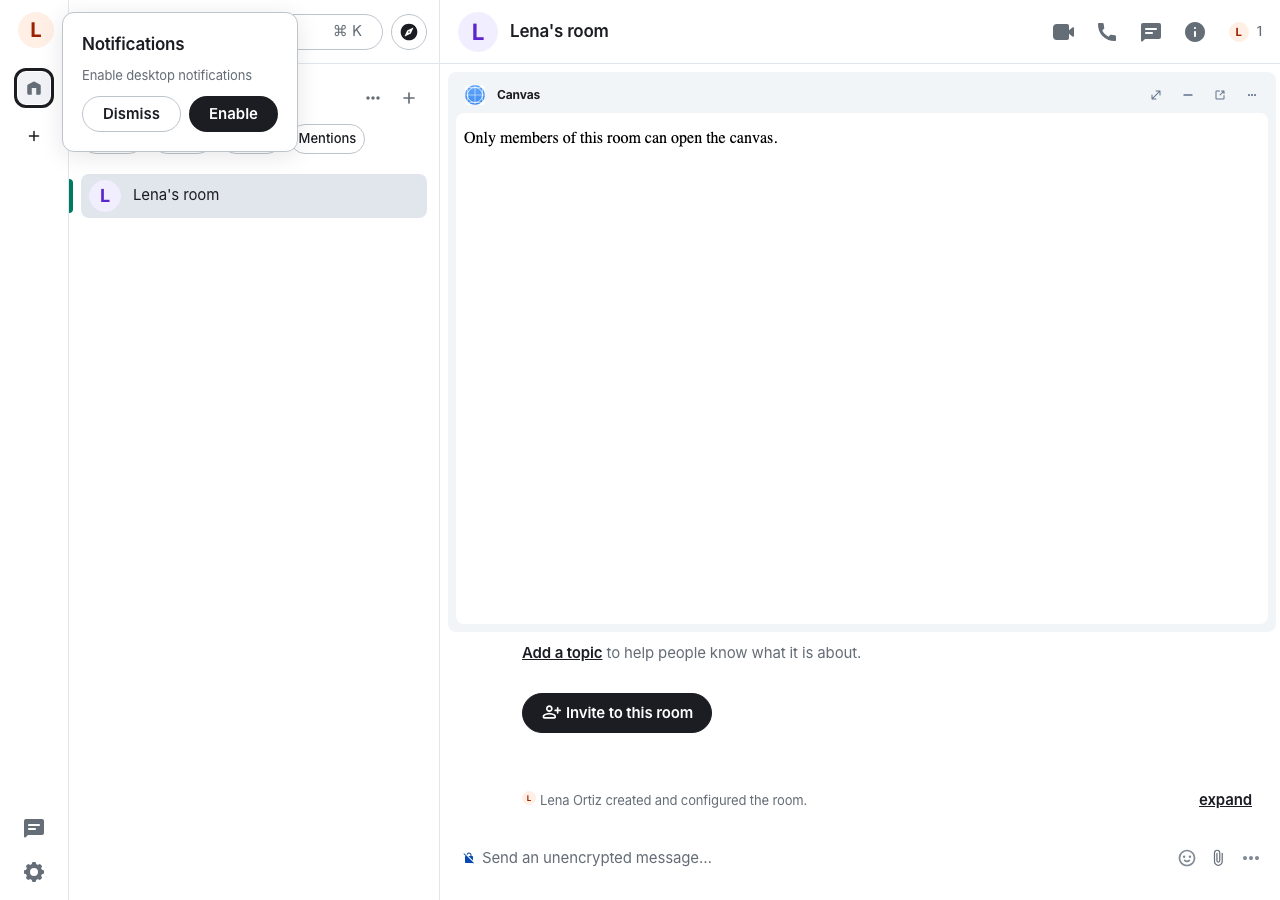 L
Notifications
Enable desktop notifications
Dismiss
Enable
⌘ K
Mentions
L
Lena's room
L
Lena's room
L
1
Canvas
Only members of this room can open the canvas.
Add a topic to help people know what it is about.
Invite to this room
L
Lena Ortiz created and configured the room.
expand
Send an unencrypted message...